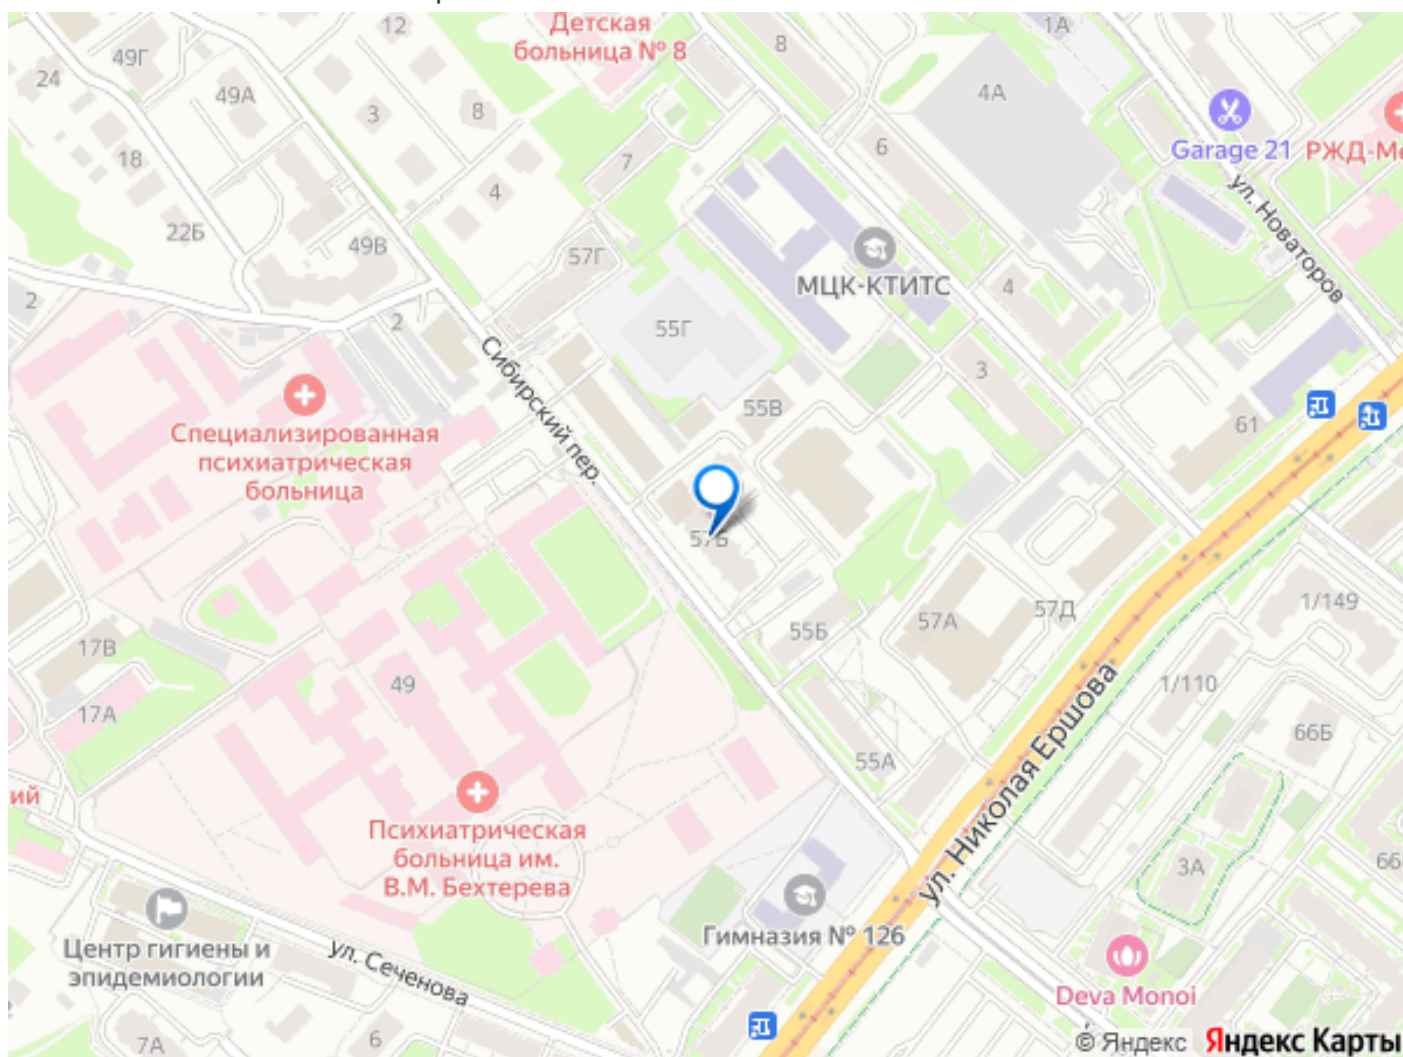 Детская
больница № 8
12
49Г
24
49А
3
8
18
7
4
22Б
49В
57Г
2
2
55Г
8
1А
4А
6
Garage 21
РЖД-Ме
ул. Новаторов
МЦК-КТИТС
4
3
55В
61
Сибирский пер.
Специализированная
психиатрическая
больница
57Б
55Б
57А
57Д
1/149
1/110
66Б
17В
17А
49
55А
ул. Николая Ершова
3А
66
ий
Психиатрическая
больница им.
В.М. Бехтерева
Центр гигиены и
эпидемиологии
ул. Сеченова
Гимназия № 126
Deva Monoi
7А
6
© Яндекс Яндекс Карты